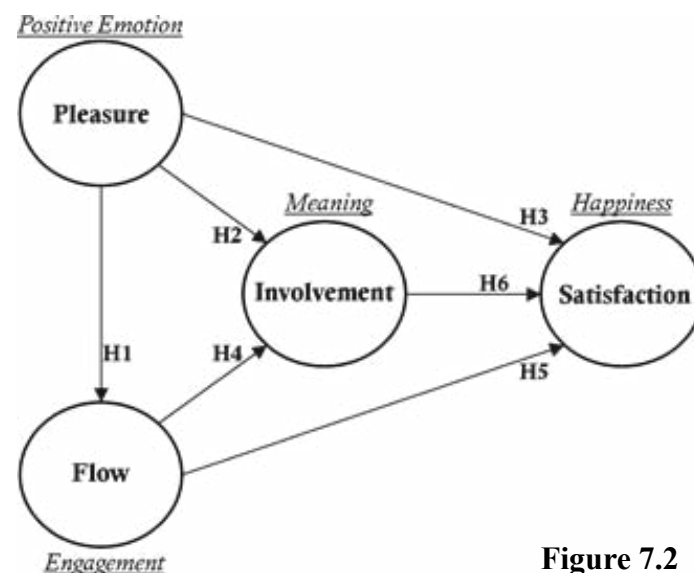 Positive Emotion
Pleasure
H3
H2
Meaning
Happiness
Involvement
H6
Satisfaction
H1
H4
H5
Flow
Engagement
Figure 7.2